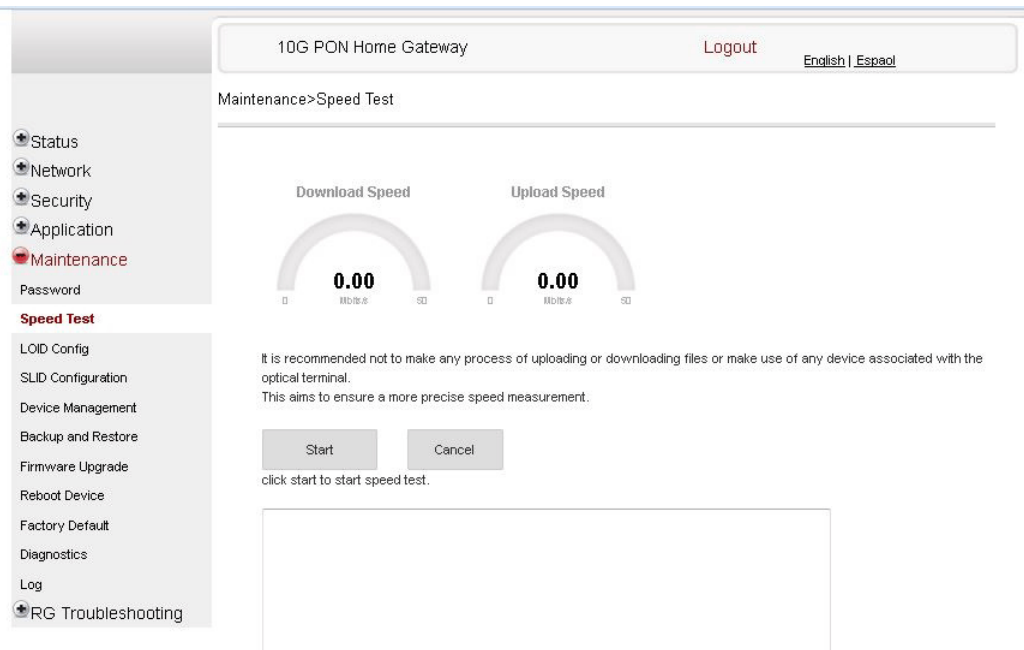 10G PON Home Gateway
Logout
English | Espaol
Maintenance>Speed Test
Status
Network
Security
Application
Maintenance
Password
Speed Test
LOID Config
SLID Configuration
Device Management
Backup and Restore
Firmware Upgrade
Reboot Device
Factory Default
Diagnostics
Log
RG Troubleshooting
Download Speed
Upload Speed
0.00
0.00
0 Mbits/s 50
0 Mbits/s 50
It is recommended not to make any process of uploading or downloading files or make use of any device associated with the
optical terminal.
This aims to ensure a more precise speed measurement.
Start
Cancel
click start to start speed test.